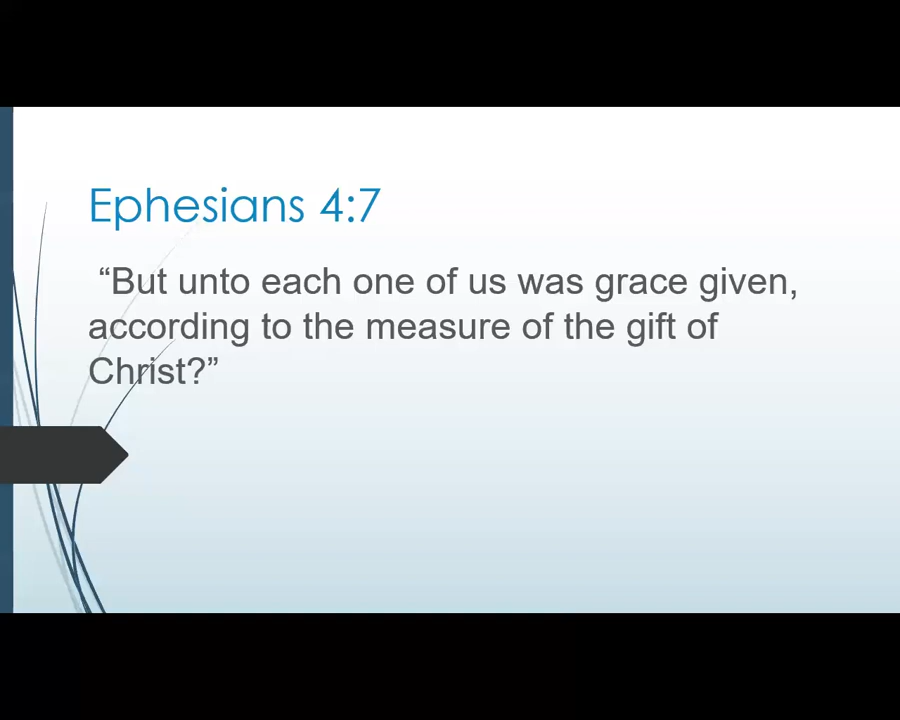 Ephesians 4:7
“But unto each one of us was grace given,
according to the measure of the gift of
Christ?”